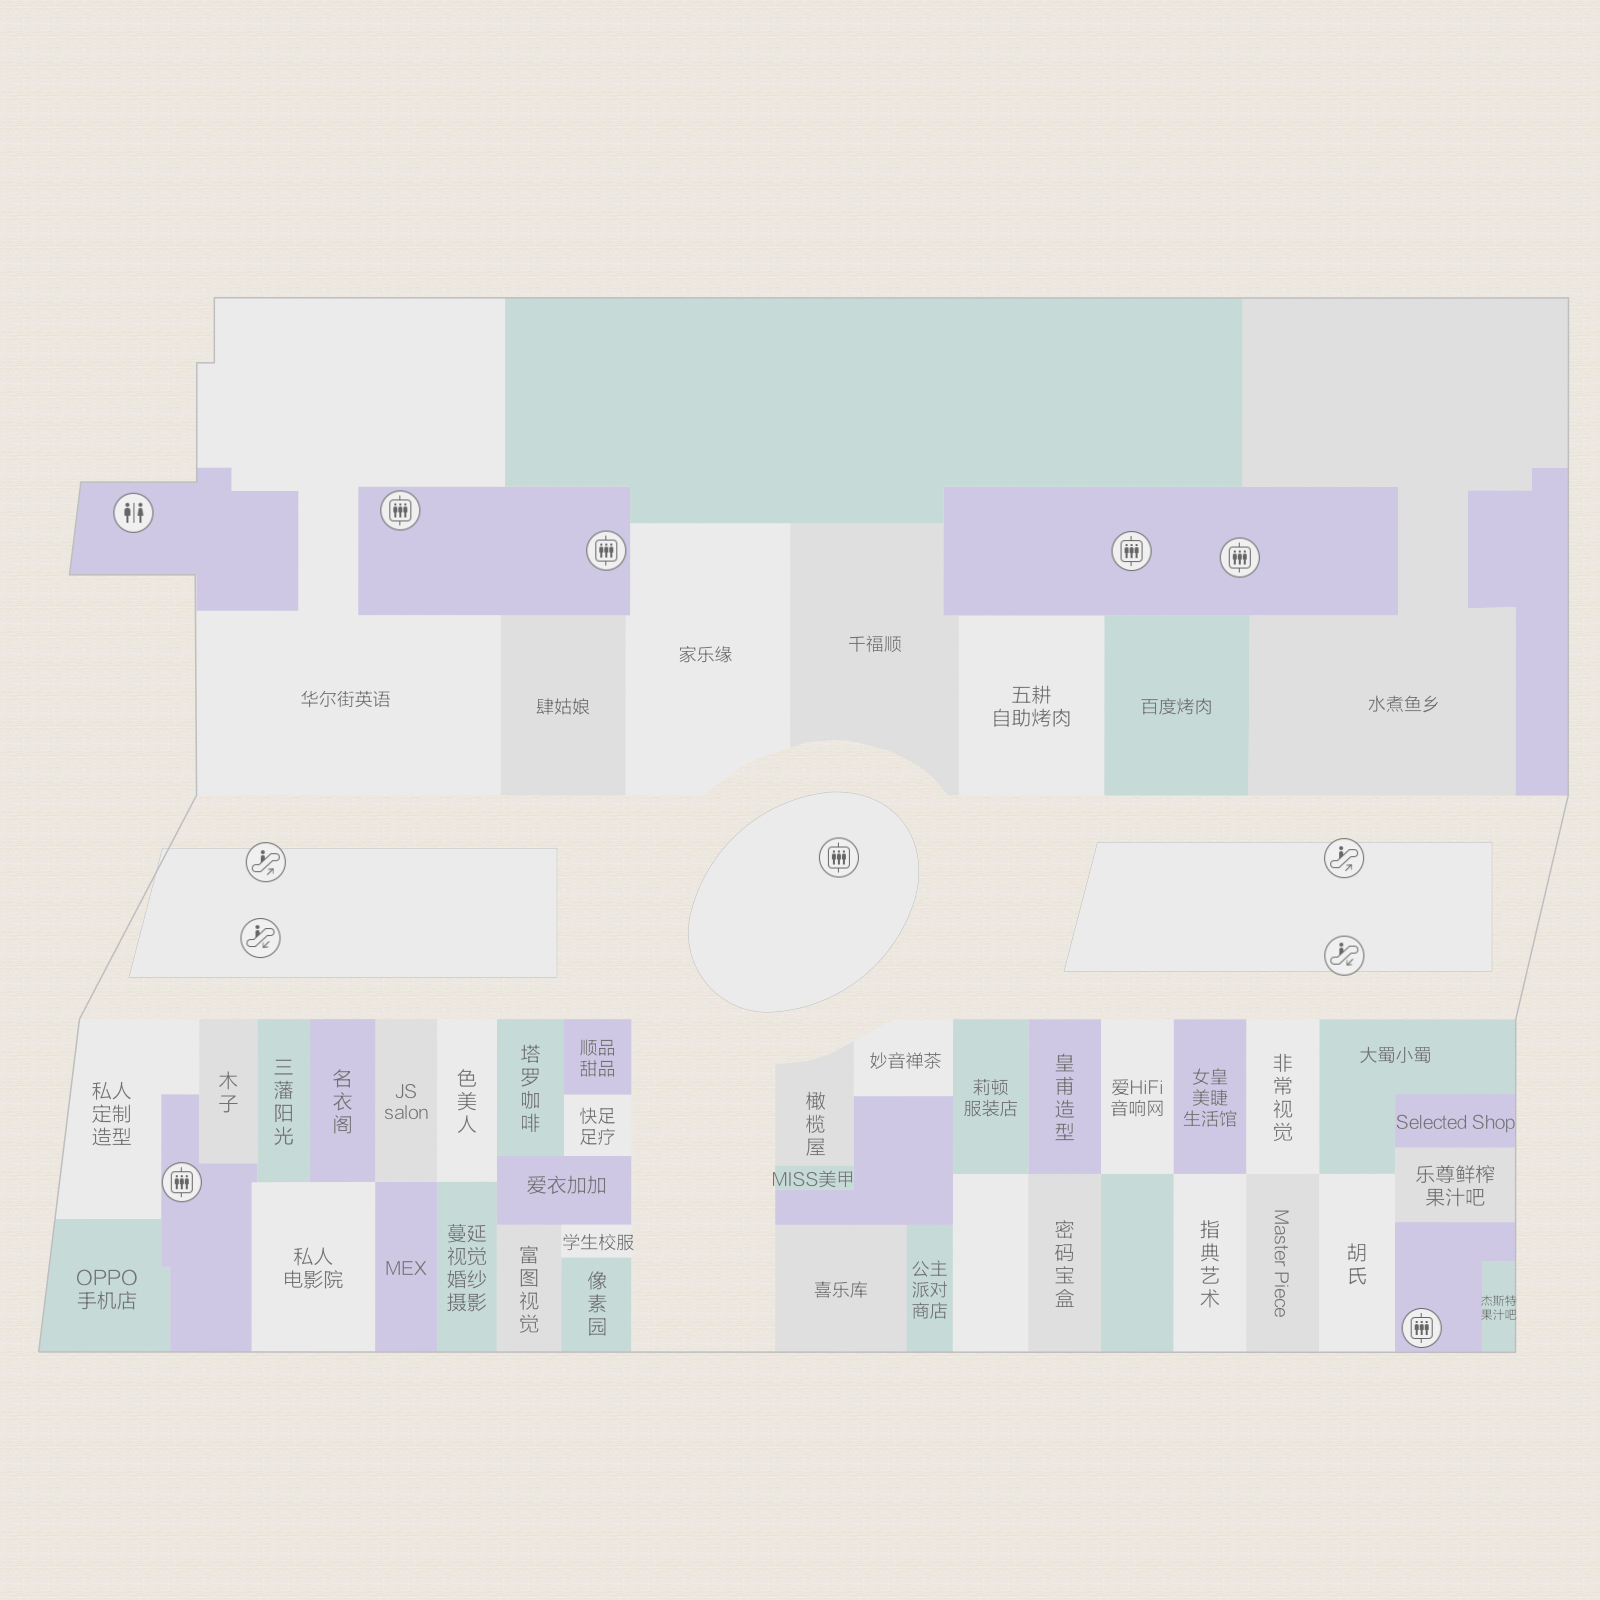 家乐缘
千福顺
华尔街英语
肆姑娘
五耕
自助烤肉
百度烤肉
水煮鱼乡
私人
定制
造型
木子
三藩阳光
名衣阁
JS
salon
色美人
塔罗咖啡
顺品
甜品
快足
足疗
爱衣加加
学生校服
OPPO
手机店
私人
电影院
MEX
蔓延
视觉
婚纱
摄影
富图视觉
像素园
橄榄屋
妙音禅茶
MISS美甲
喜乐库
公主
派对
商店
莉顿
服装店
皇甫造型
爱HiFi
音响网
女皇
美睫
生活馆
非常视觉
大蜀小蜀
Selected Shop
乐尊鲜榨
果汁吧
密码宝盒
指典艺术
Master Piece
胡氏
杰斯特
果汁吧